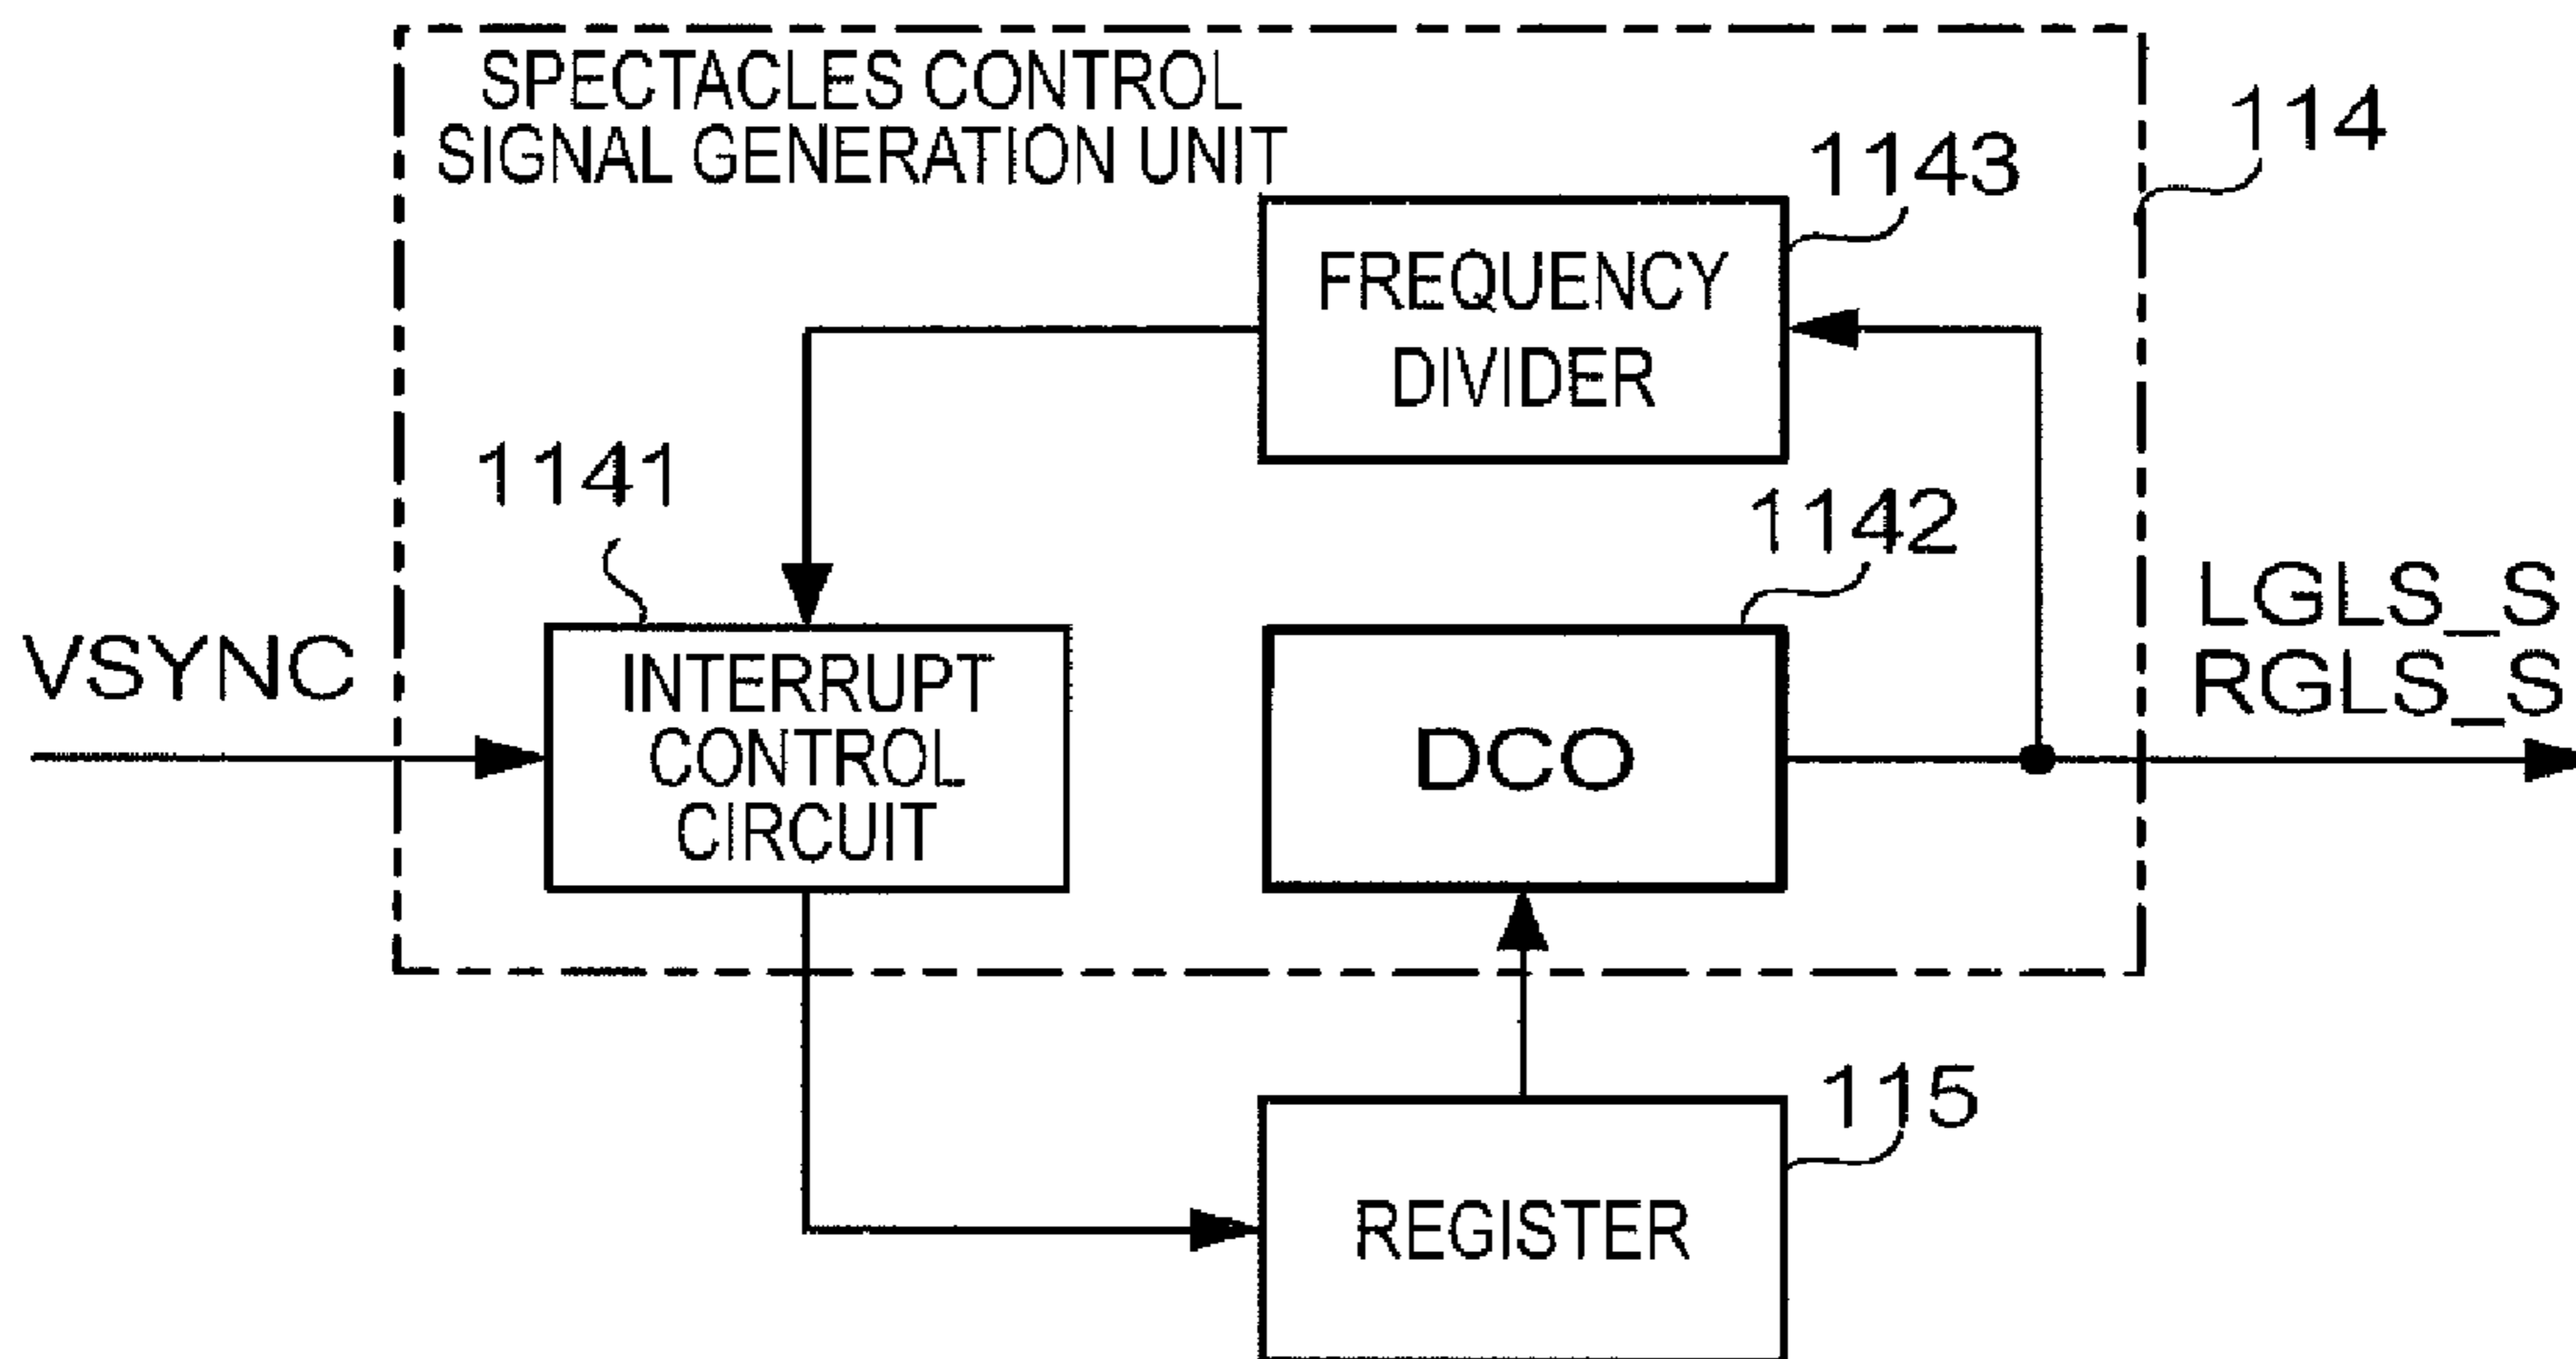 SPECTACLES CONTROL
SIGNAL GENERATION UNIT
114
1143
FREQUENCY
DIVIDER
1141
1142
VSYNC
INTERRUPT
CONTROL
CIRCUIT
DCO
LGLS_S
RGLS_S
115
REGISTER